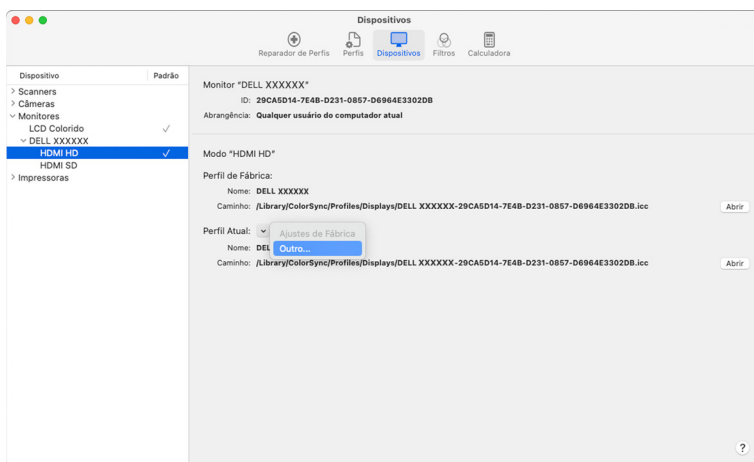 Dispositivos
Reparador de Perfis Perfis Dispositivos Filtros Calculadora
Dispositivo Padrão
Scanners
Câmeras
Monitores
LCD Colorido
DELL XXXXXX
HDMI HD
HDMI SD
Impressoras
Monitor "DELL XXXXXX"
ID: 29CA5D14-7E4B-D231-0857-D6964E3302DB
Abrangência: Qualquer usuário do computador atual
Modo "HDMI HD"
Perfil de Fábrica:
Nome: DELL XXXXXX
Caminho: /Library/ColorSync/Profiles/Displays/DELL XXXXXX-29CA5D14-7E4B-D231-0857-D6964E3302DB.icc Abrir
Perfil Atual: Ajustes de Fábrica
Nome: DEL Outro...
Caminho: /Library/ColorSync/Profiles/Displays/DELL XXXXXX-29CA5D14-7E4B-D231-0857-D6964E3302DB.icc Abrir
?